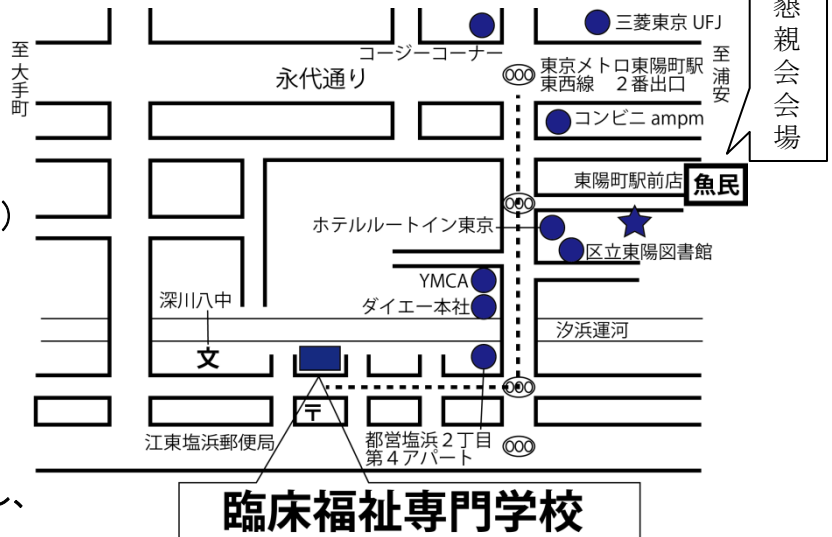 懇親会会場
三菱東京 UFJ
コージーコーナー
至大手町
至浦安
永代通り
東京メトロ東陽町駅
東西線　２番出口
コンビニ ampm
東陽町駅前店
魚民
)
ホテルルートイン東京
区立東陽図書館
YMCA
ダイエー本社
深川八中
汐浜運河
文
〒
江東塩浜郵便局
都営塩浜２丁目
第４アパート
臨床福祉専門学校